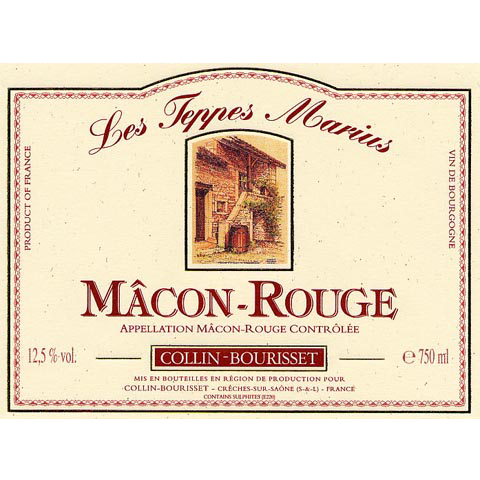 Les Teppes Marius
PRODUCT OF FRANCE
VIN DE BOURGOGNE
MÂCON-ROUGE
APPELLATION MÂCON-ROUGE CONTRÔLÉE
12,5 % vol.
COLLIN-BOURISSET
e 750 ml
MIS EN BOUTEILLES EN RÉGION DE PRODUCTION POUR
COLLIN-BOURISSET - CRÊCHES-SUR-SAÔNE (S-&-L) - FRANCE
CONTAINS SULPHITES (E220)